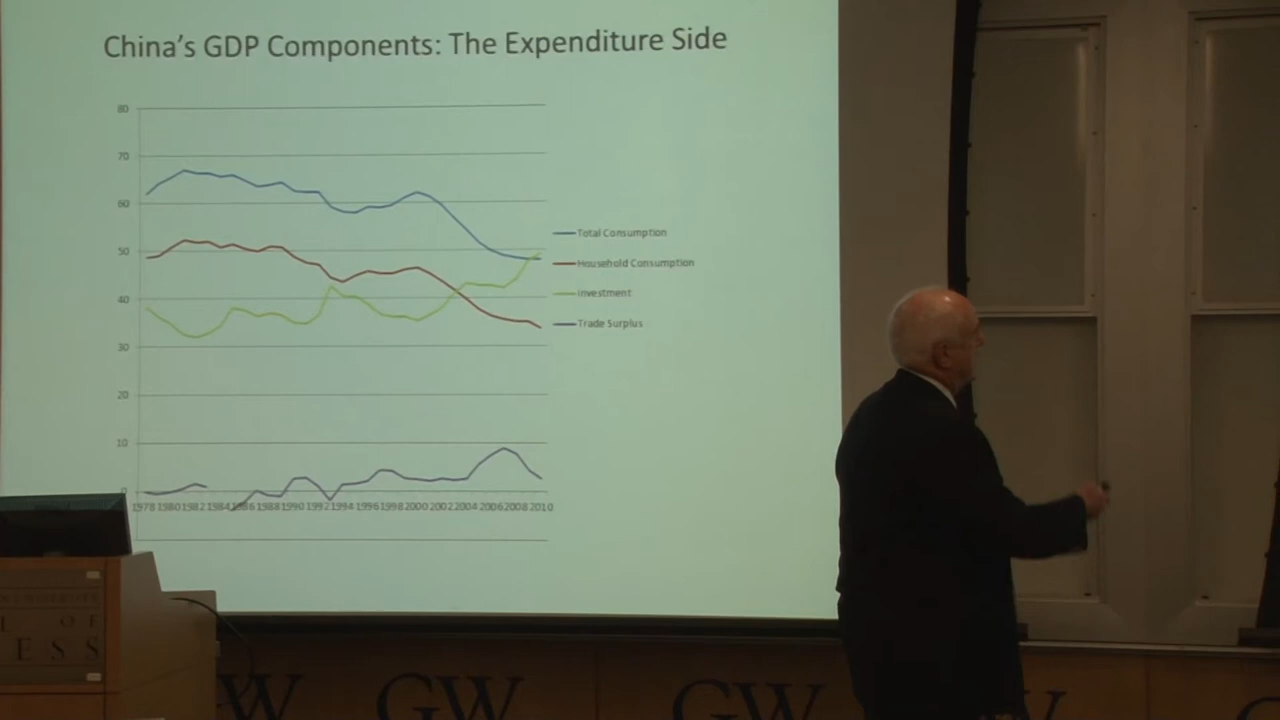 China's GDP Components: The Expenditure Side
80
70
60
50
40
30
20
10
0
1978 1980 1982 1984 1986 1988 1990 1992 1994 1996 1998 2000 2002 2004 2006 2008 2010
Total Consumption
Household Consumption
Investment
Trade Surplus
OF
ESS
GW GW GW